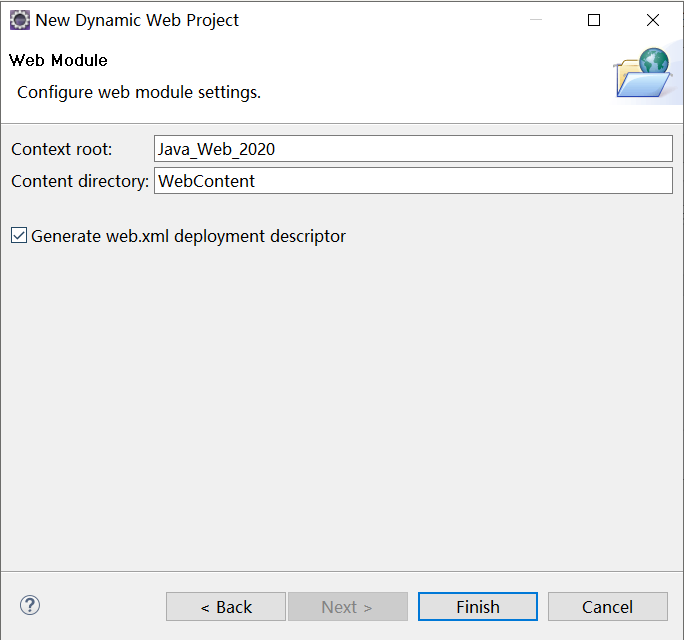 New Dynamic Web Project
Web Module
Configure web module settings.
Context root: Java_Web_2020
Content directory: WebContent
Generate web.xml deployment descriptor
? < Back Next > Finish Cancel